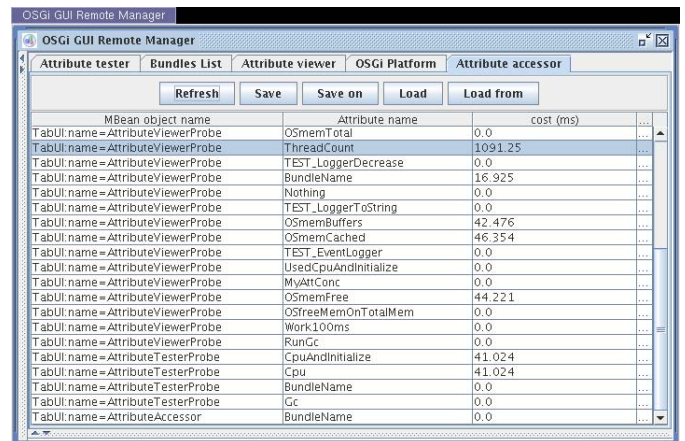 OSGi GUI Remote Manager
OSGi GUI Remote Manager
Attribute tester Bundles List Attribute viewer OSGi Platform Attribute accessor
Refresh Save Save on Load Load from
MBean object name Attribute name cost (ms) ...
TabUI:name=AttributeViewerProbe OSmemTotal 0.0 ...
TabUI:name=AttributeViewerProbe ThreadCount 1091.25 ...
TabUI:name=AttributeViewerProbe TEST_LoggerDecrease 0.0 ...
TabUI:name=AttributeViewerProbe BundleName 16.925 ...
TabUI:name=AttributeViewerProbe Nothing 0.0 ...
TabUI:name=AttributeViewerProbe TEST_LoggerToString 0.0 ...
TabUI:name=AttributeViewerProbe OSmemBuffers 42.476 ...
TabUI:name=AttributeViewerProbe OSmemCached 46.354 ...
TabUI:name=AttributeViewerProbe TEST_EventLogger 0.0 ...
TabUI:name=AttributeViewerProbe UsedCpuAndInitialize 0.0 ...
TabUI:name=AttributeViewerProbe MyAttConc 0.0 ...
TabUI:name=AttributeViewerProbe OSmemFree 44.221 ...
TabUI:name=AttributeViewerProbe OSfreeMemOnTotalMem 0.0 ...
TabUI:name=AttributeViewerProbe Work100ms 0.0 ...
TabUI:name=AttributeViewerProbe RunGc 0.0 ...
TabUI:name=AttributeTesterProbe CpuAndInitialize 41.024 ...
TabUI:name=AttributeTesterProbe Cpu 41.024 ...
TabUI:name=AttributeTesterProbe BundleName 0.0 ...
TabUI:name=AttributeTesterProbe Gc 0.0 ...
TabUI:name=AttributeAccessor BundleName 0.0 ...